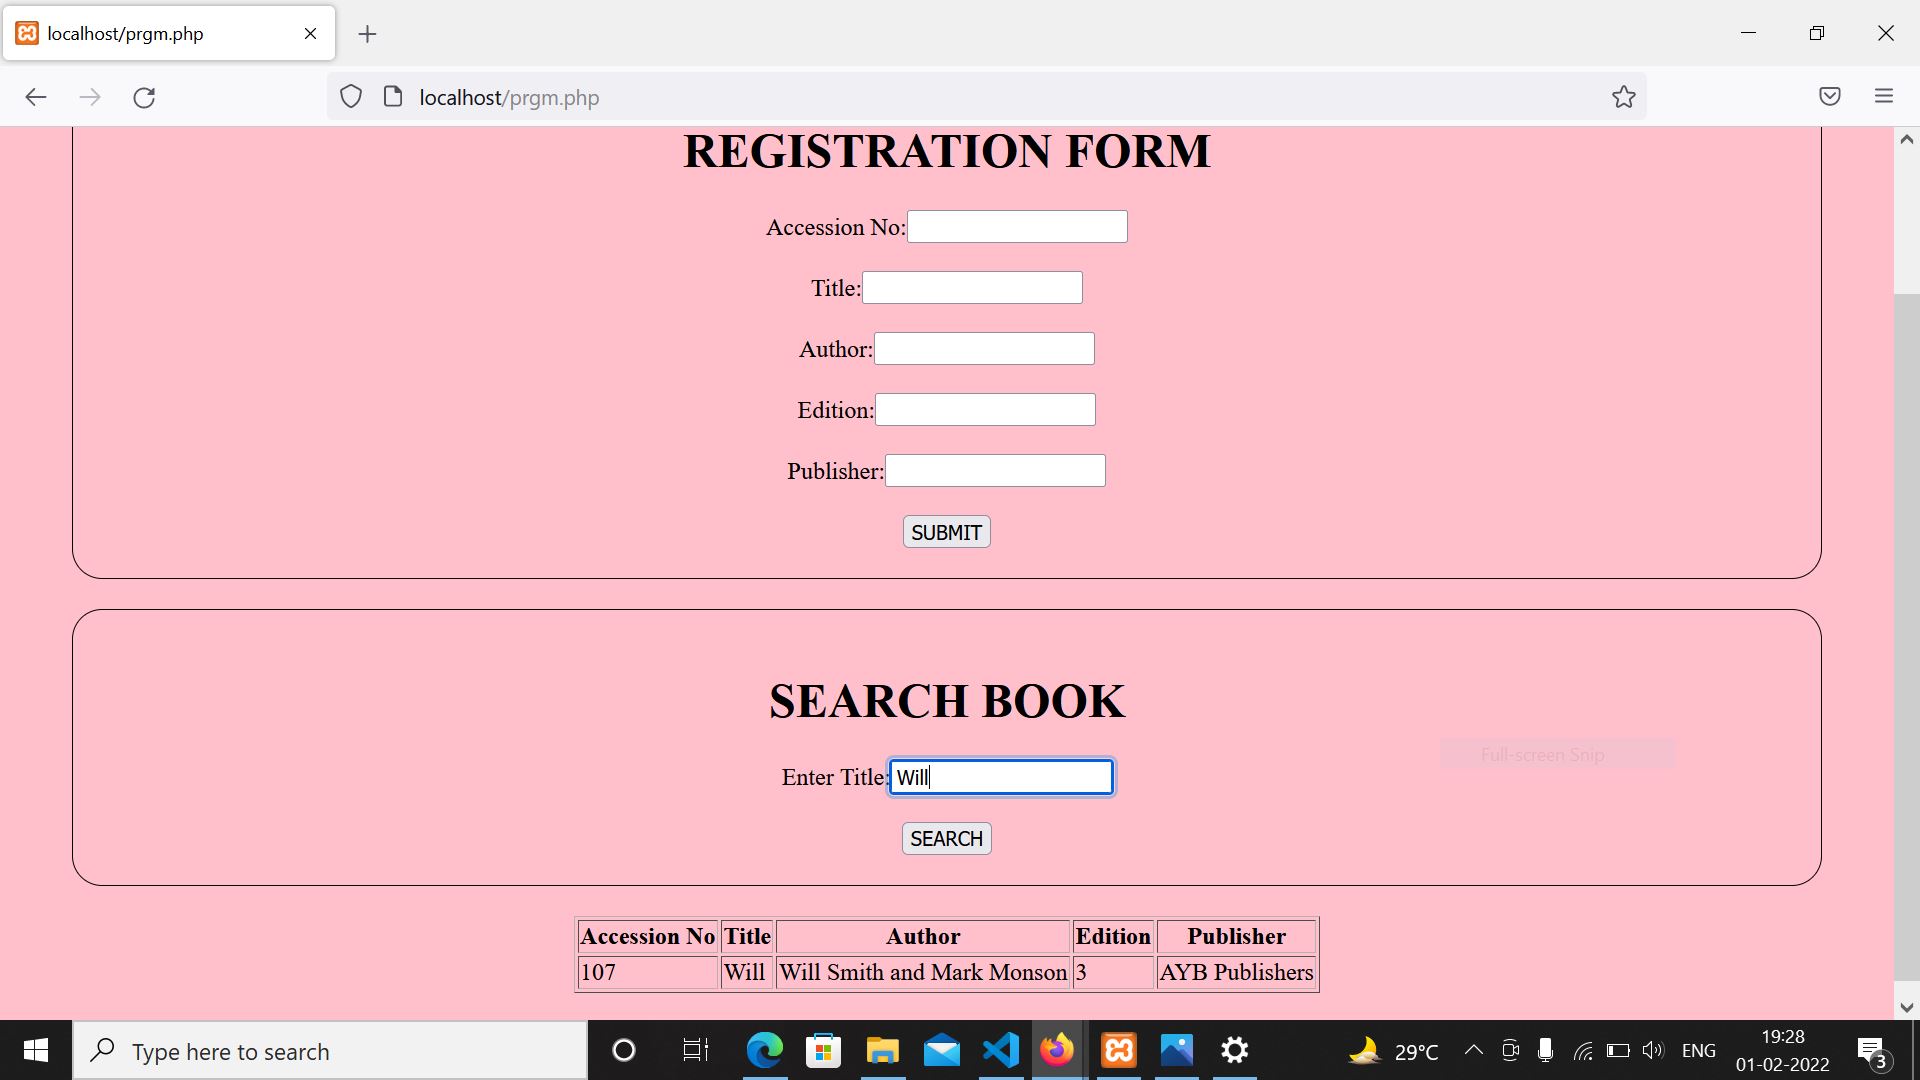 localhost/prgm.php
localhost/prgm.php
REGISTRATION FORM
Accession No:
Title:
Author:
Edition:
Publisher:
SUBMIT
SEARCH BOOK
Full-screen Snip
Enter Title: Will
SEARCH
Accession No Title Author Edition Publisher
107 Will Will Smith and Mark Monson 3 AYB Publishers
Type here to search
29°C
ENG
19:28
01-02-2022
3